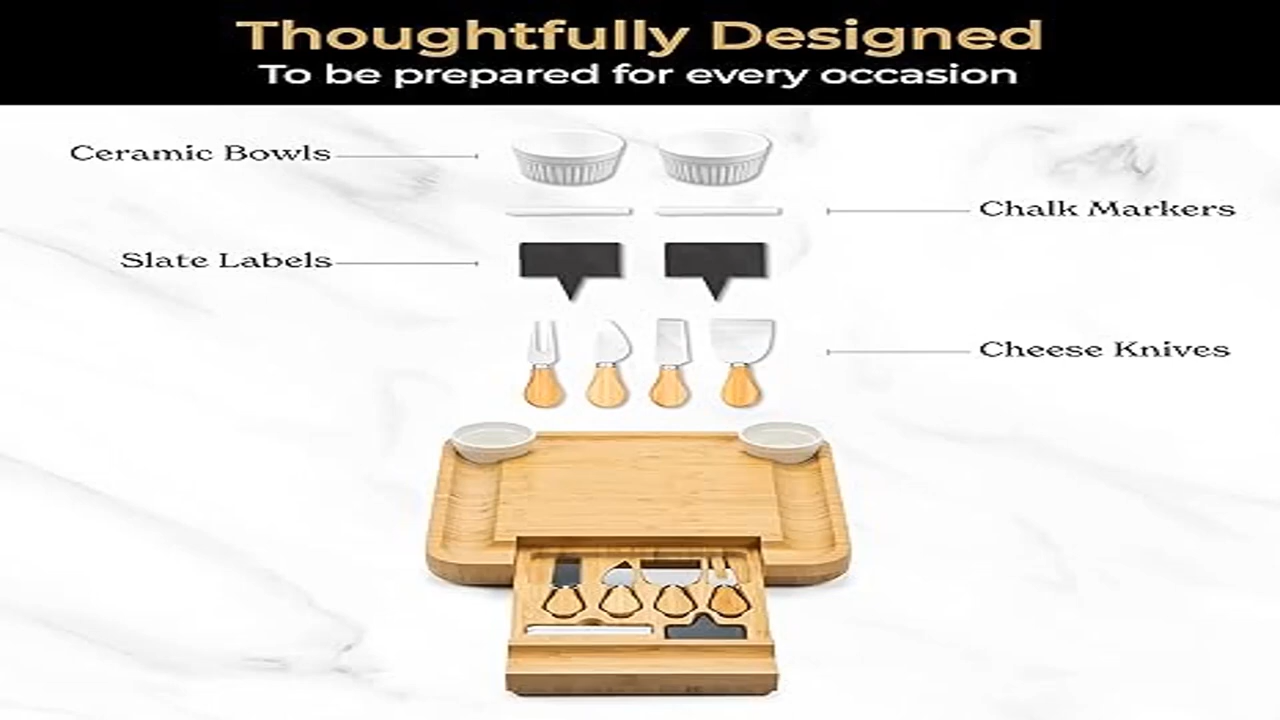 Thoughtfully Designed
To be prepared for every occasion
Ceramic Bowls
Chalk Markers
Slate Labels
Cheese Knives